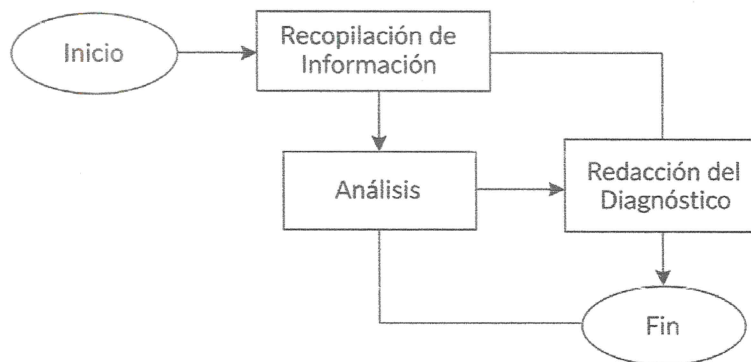 Inicio
Recopilación de
Información
Análisis
Redacción del
Diagnóstico
Fin